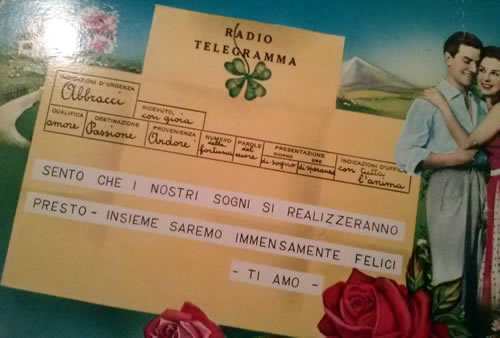 RADIO
TELEGRAMMA
INDICAZIONI D'URGENZA
Abbracci
RICEVUTO,
con gioia
QUALIFICA
amore
DESTINAZIONE
Passione
PROVENIENZA
Ardore
NUMERO
della
fortuna
PAROLE
del
cuore
PRESENTAZIONE
GIORNO ORE
di sogno di speranza
INDICAZIONI D'UFFICIO
con tutta
l'anima
SENTO CHE I NOSTRI SOGNI SI REALIZZERANNO
PRESTO - INSIEME SAREMO IMMENSAMENTE FELICI
- TI AMO -